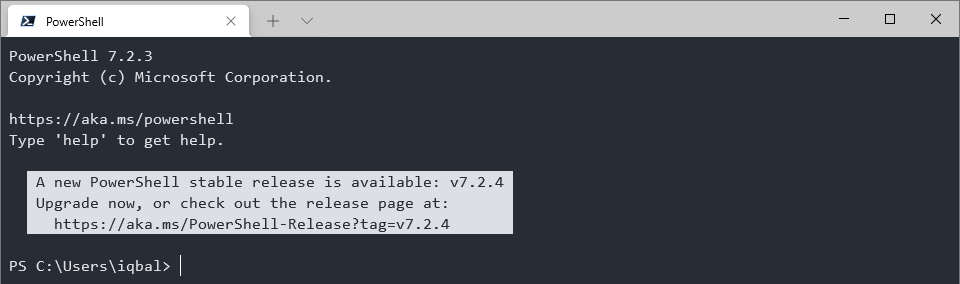 PowerShell
PowerShell 7.2.3
Copyright (c) Microsoft Corporation.
https://aka.ms/powershell
Type 'help' to get help.
A new PowerShell stable release is available: v7.2.4
Upgrade now, or check out the release page at:
https://aka.ms/PowerShell-Release?tag=v7.2.4
PS C:\Users\iqbal>